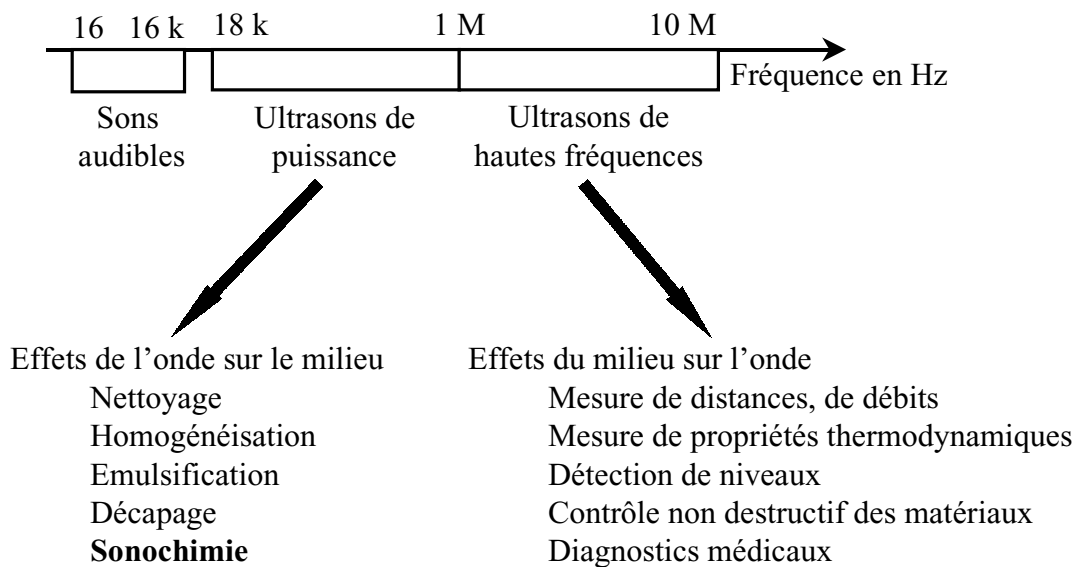 16 16 k 18 k 1 M 10 M
Fréquence en Hz
Sons
audibles
Ultrasons de
puissance
Ultrasons de
hautes fréquences
Effets de l’onde sur le milieu
Nettoyage
Homogénéisation
Emulsification
Décapage
Sonochimie
Effets du milieu sur l’onde
Mesure de distances, de débits
Mesure de propriétés thermodynamiques
Détection de niveaux
Contrôle non destructif des matériaux
Diagnostics médicaux